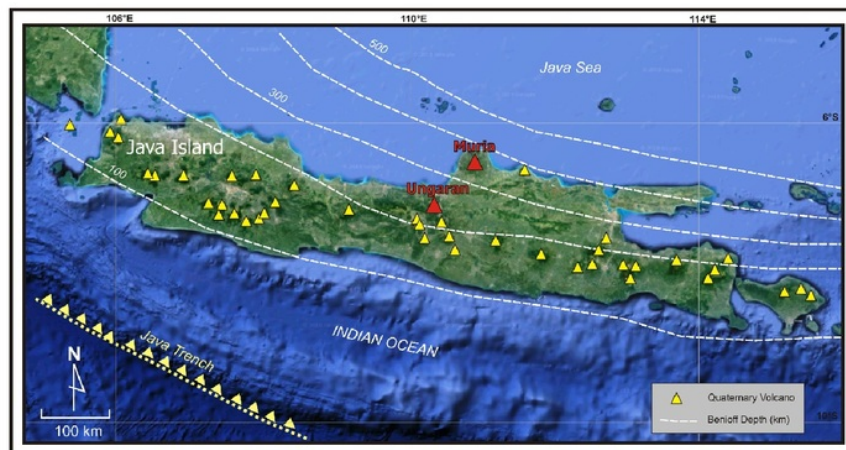 106°E
110°E
114°E
500
Java Sea
6°S
300
Muria
Java Island
100
Ungaran
INDIAN OCEAN
Java Trench
N
100 km
Quaternary Volcano
Benioff Depth (km)
10°S